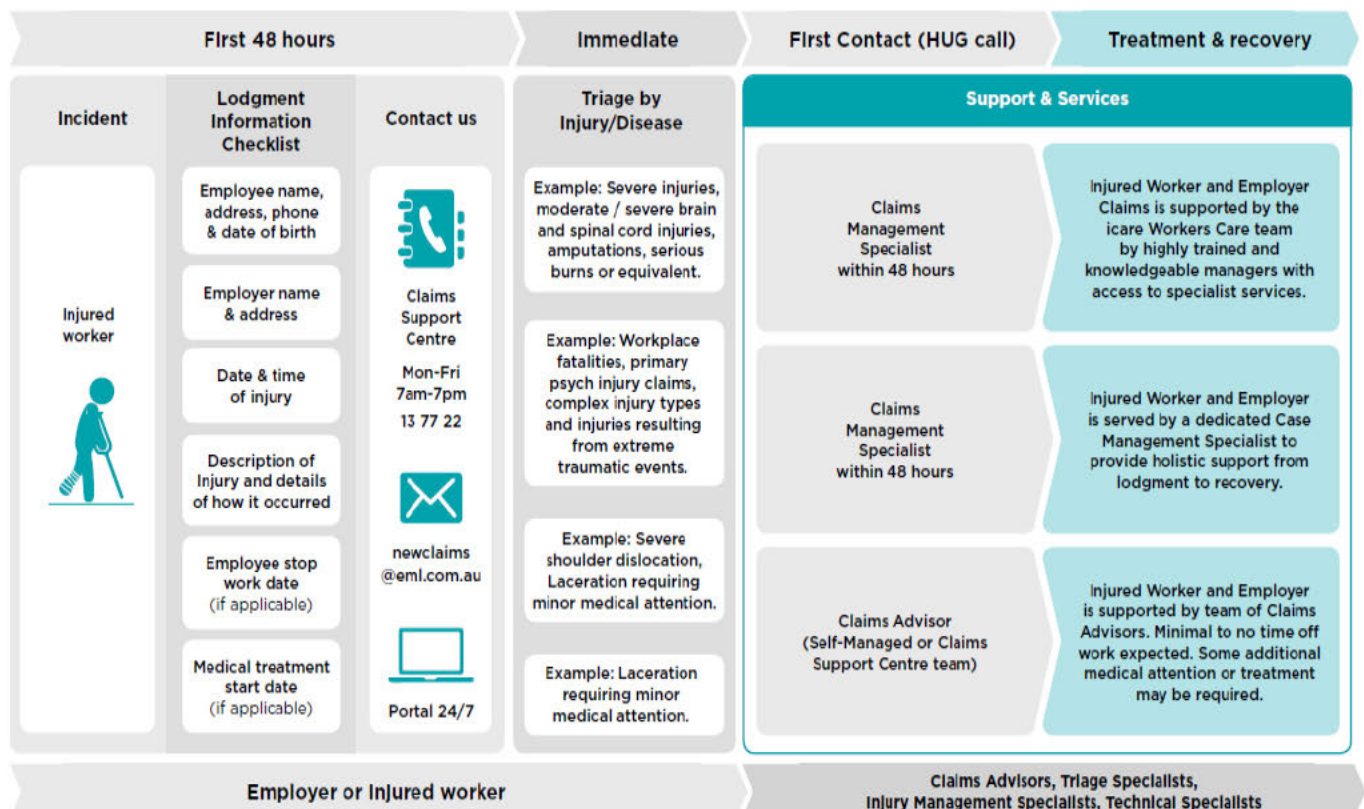 First 48 hours
Immediate
First Contact (HUG call)
Treatment & recovery
Incident
Injured
worker
Lodgment
Information
Checklist
Employee name,
address, phone
& date of birth
Employer name
& address
Date & time
of injury
Description of
Injury and details
of how it occurred
Employee stop
work date
(if applicable)
Medical treatment
start date
(if applicable)
Contact us
Claims
Support
Centre
Mon-Fri
7am-7pm
13 77 22
newclaims
@eml.com.au
Portal 24/7
Triage by
Injury/Disease
Example: Severe injuries,
moderate / severe brain
and spinal cord injuries,
amputations, serious
burns or equivalent.
Example: Workplace
fatalities, primary
psych injury claims,
complex injury types
and injuries resulting
from extreme
traumatic events.
Example: Severe
shoulder dislocation,
Laceration requiring
minor medical attention.
Example: Laceration
requiring minor
medical attention.
Support & Services
Claims
Management
Specialist
within 48 hours
Injured Worker and Employer
Claims is supported by the
icare Workers Care team
by highly trained and
knowledgeable managers with
access to specialist services.
Claims
Management
Specialist
within 48 hours
Injured Worker and Employer
is served by a dedicated Case
Management Specialist to
provide holistic support from
lodgment to recovery.
Claims Advisor
(Self-Managed or Claims
Support Centre team)
Injured Worker and Employer
is supported by team of Claims
Advisors. Minimal to no time off
work expected. Some additional
medical attention or treatment
may be required.
Employer or Injured worker
Claims Advisors, Triage Specialists,
Injury Management Specialists, Technical Specialists